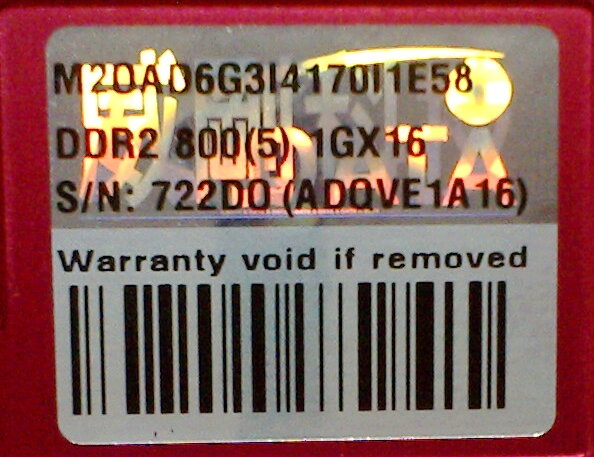 M2OAD6G3I4170I1E58
DDR2 800(5) 1GX16
S/N: 722DO (ADQVE1A16)
Warranty void if removed